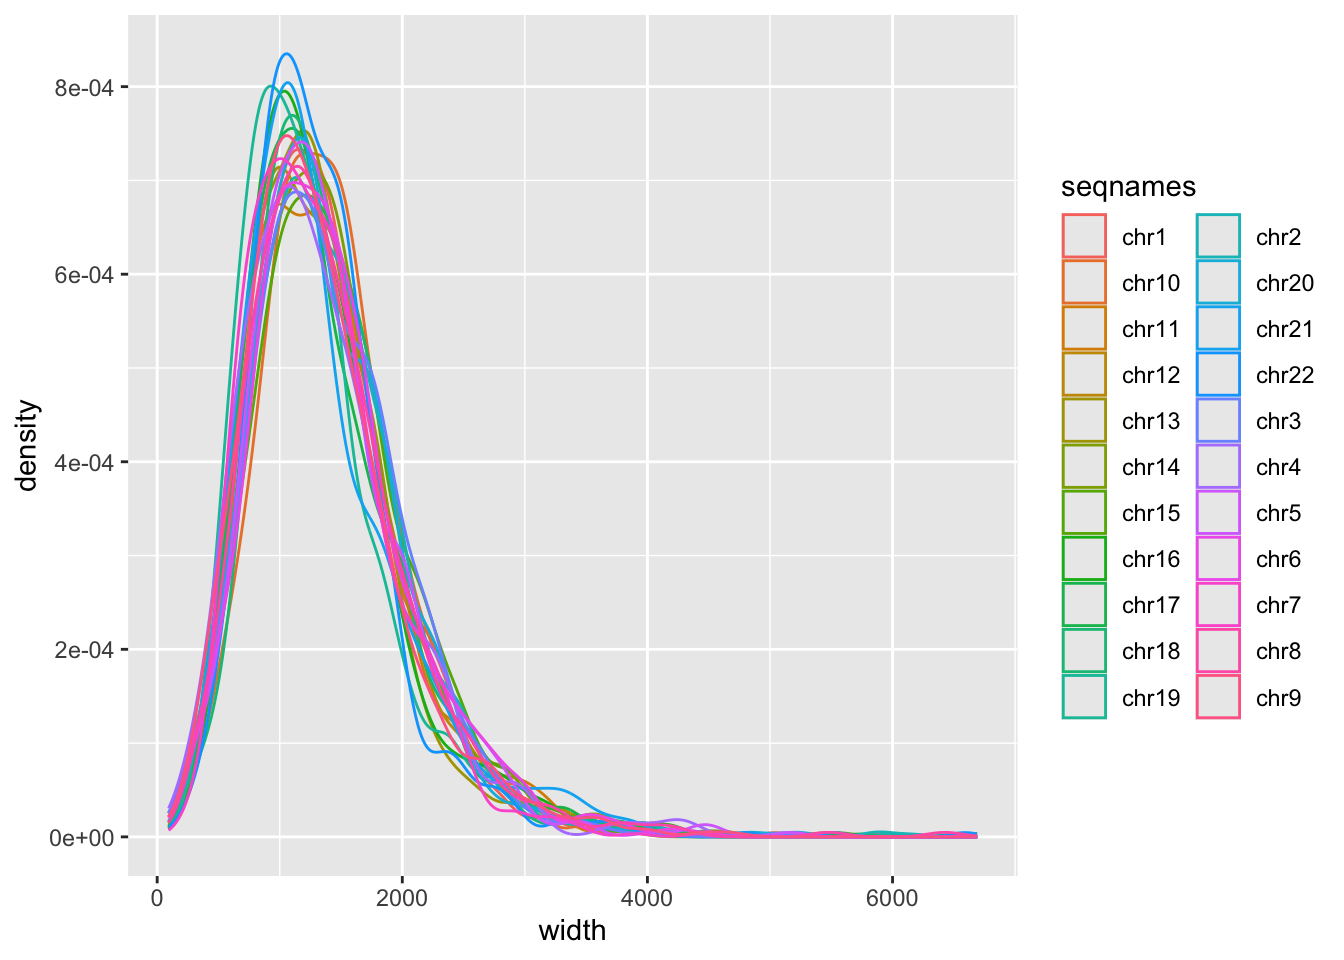 8e-04
6e-04
4e-04
2e-04
0e+00
density
0 2000 4000 6000
width
seqnames
chr1 chr2
chr10 chr20
chr11 chr21
chr12 chr22
chr13 chr3
chr14 chr4
chr15 chr5
chr16 chr6
chr17 chr7
chr18 chr8
chr19 chr9